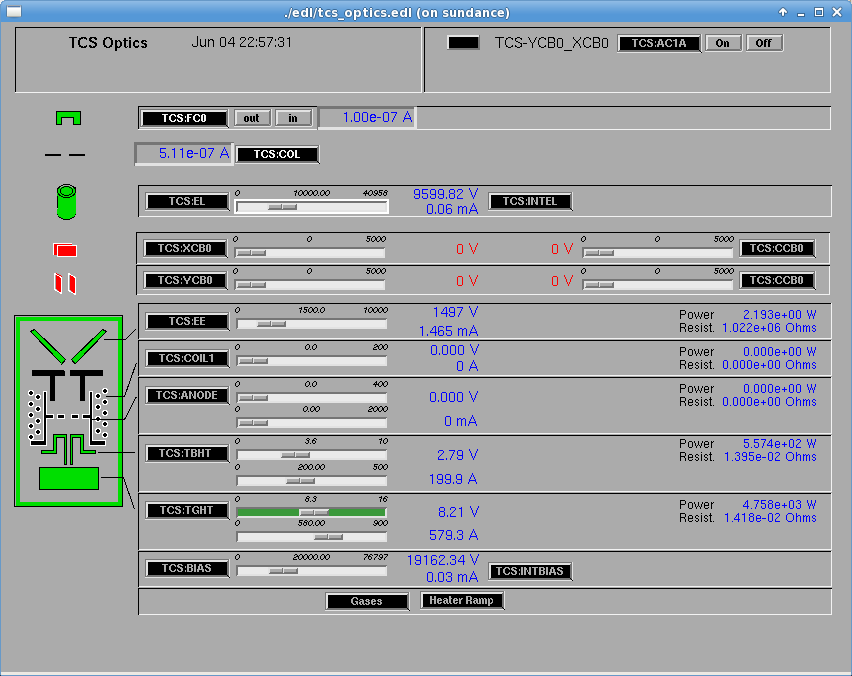 ./edl/tcs_optics.edl (on sundance)
TCS Optics Jun 04 22:57:31 TCS-YCB0_XCB0 TCS:AC1A On Off
TCS:FC0 out in 1.00e-07 A
5.11e-07 A TCS:COL
0 10000.00 40958
TCS:EL 9599.82 V TCS:INTEL
0.06 mA
0 0 5000 0 0 5000
TCS:XCB0 0 V 0 V TCS:CCB0
0 0 5000 0 0 5000
TCS:YCB0 0 V 0 V TCS:CCB0
0 1500.0 10000
TCS:EE 1497 V Power 2.193e+00 W
1.465 mA Resist. 1.022e+06 Ohms
0 0.0 200
TCS:COIL1 0.000 V Power 0.000e+00 W
0 A Resist. 0.000e+00 Ohms
0 0.0 400
TCS:ANODE 0.000 V Power 0.000e+00 W
Resist. 0.000e+00 Ohms
0 0.00 2000
0 mA
0 3.6 10
TCS:TBHT 2.79 V Power 5.574e+02 W
Resist. 1.395e-02 Ohms
0 200.00 500
199.9 A
0 8.3 16
TCS:TGHT 8.21 V Power 4.758e+03 W
Resist. 1.418e-02 Ohms
0 580.00 900
579.3 A
0 20000.00 76797
TCS:BIAS 19162.34 V TCS:INTBIAS
0.03 mA
Gases Heater Ramp